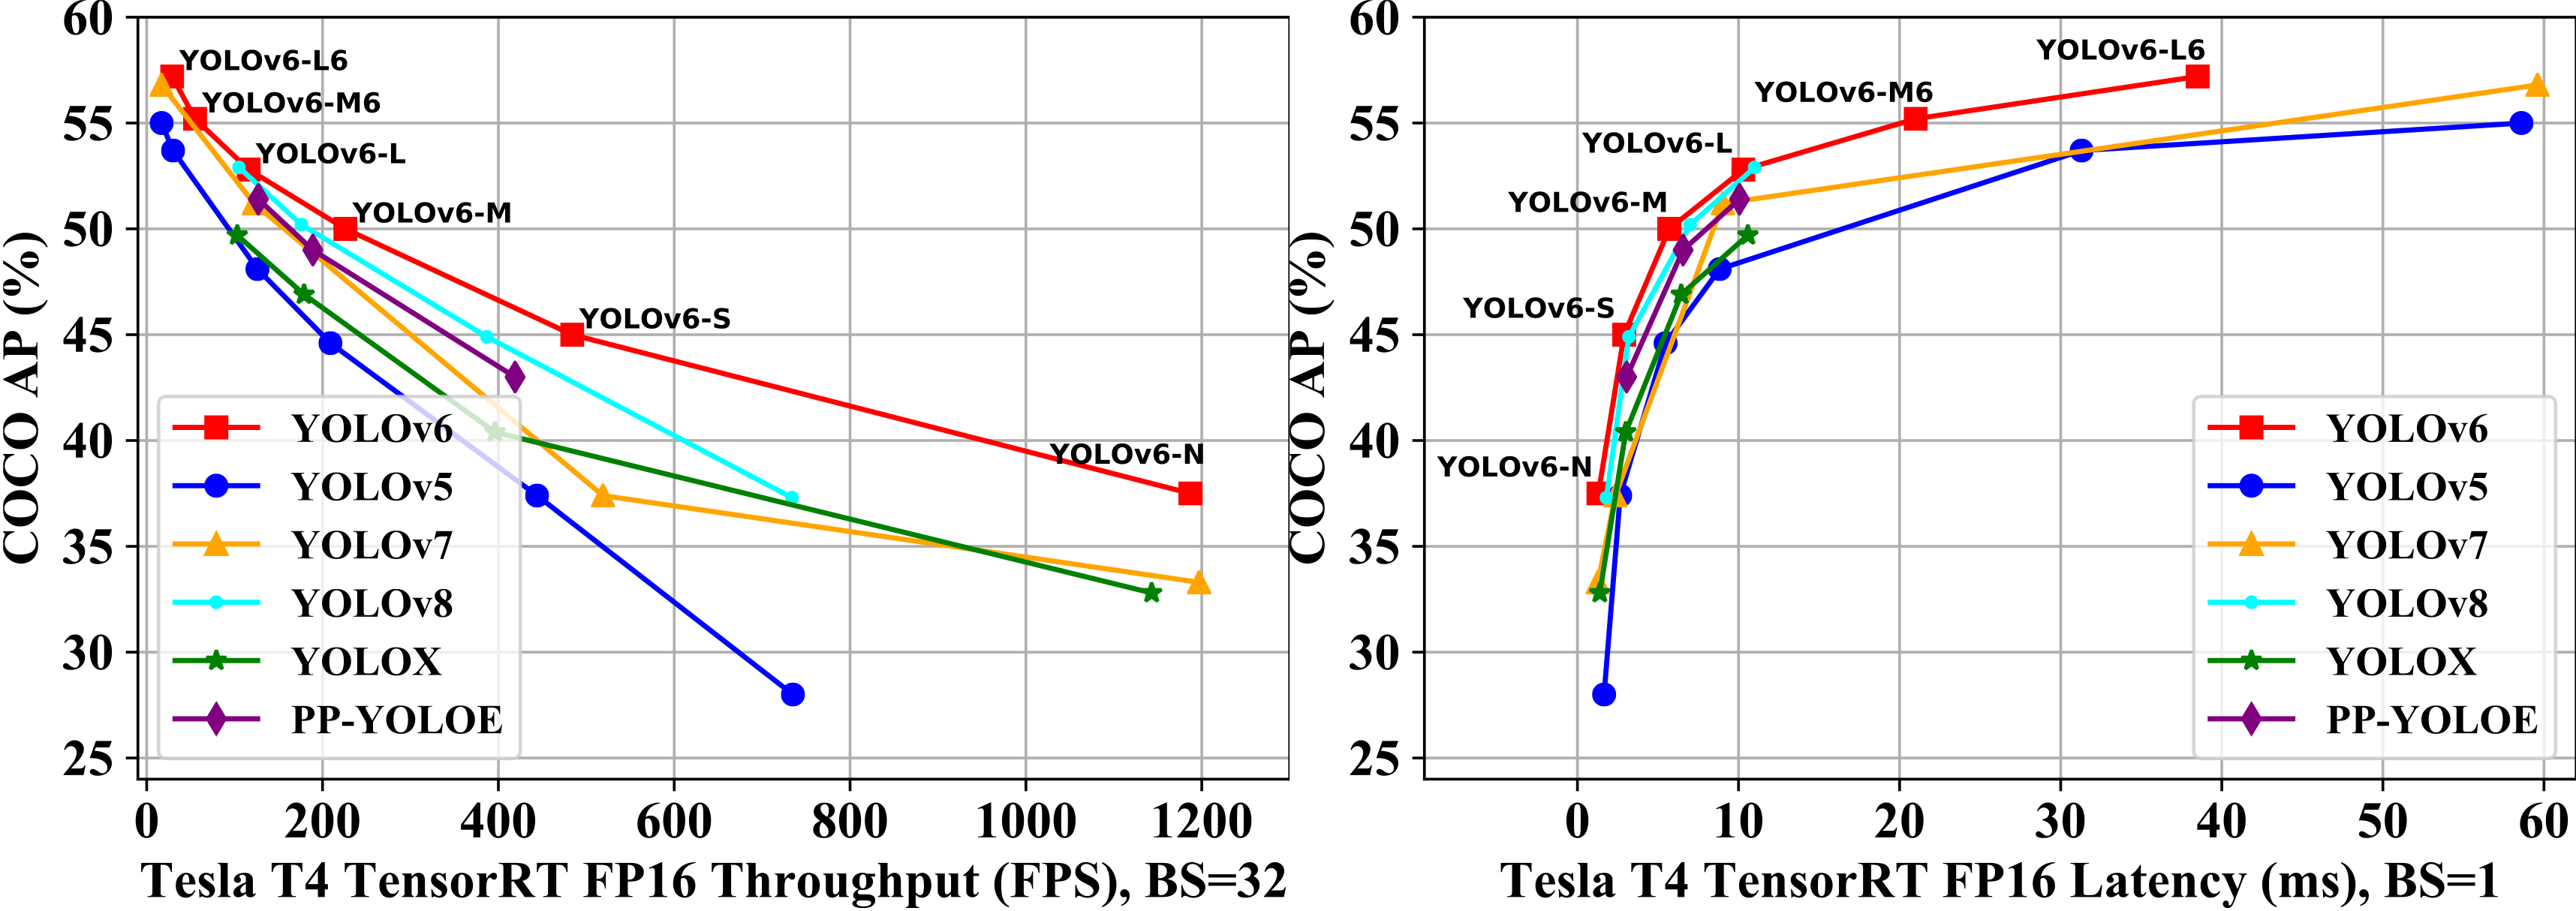 60
55
50
45
40
35
30
25
COCO AP (%)
YOLOv6-L6
YOLOv6-M6
YOLOv6-L
YOLOv6-M
YOLOv6-S
YOLOv6-N
YOLOv6
YOLOv5
YOLOv7
YOLOv8
YOLOX
PP-YOLOE
0 200 400 600 800 1000 1200
Tesla T4 TensorRT FP16 Throughput (FPS), BS=32
60
55
50
45
40
35
30
25
COCO AP (%)
YOLOv6-L6
YOLOv6-M6
YOLOv6-L
YOLOv6-M
YOLOv6-S
YOLOv6-N
YOLOv6
YOLOv5
YOLOv7
YOLOv8
YOLOX
PP-YOLOE
0 10 20 30 40 50 60
Tesla T4 TensorRT FP16 Latency (ms), BS=1